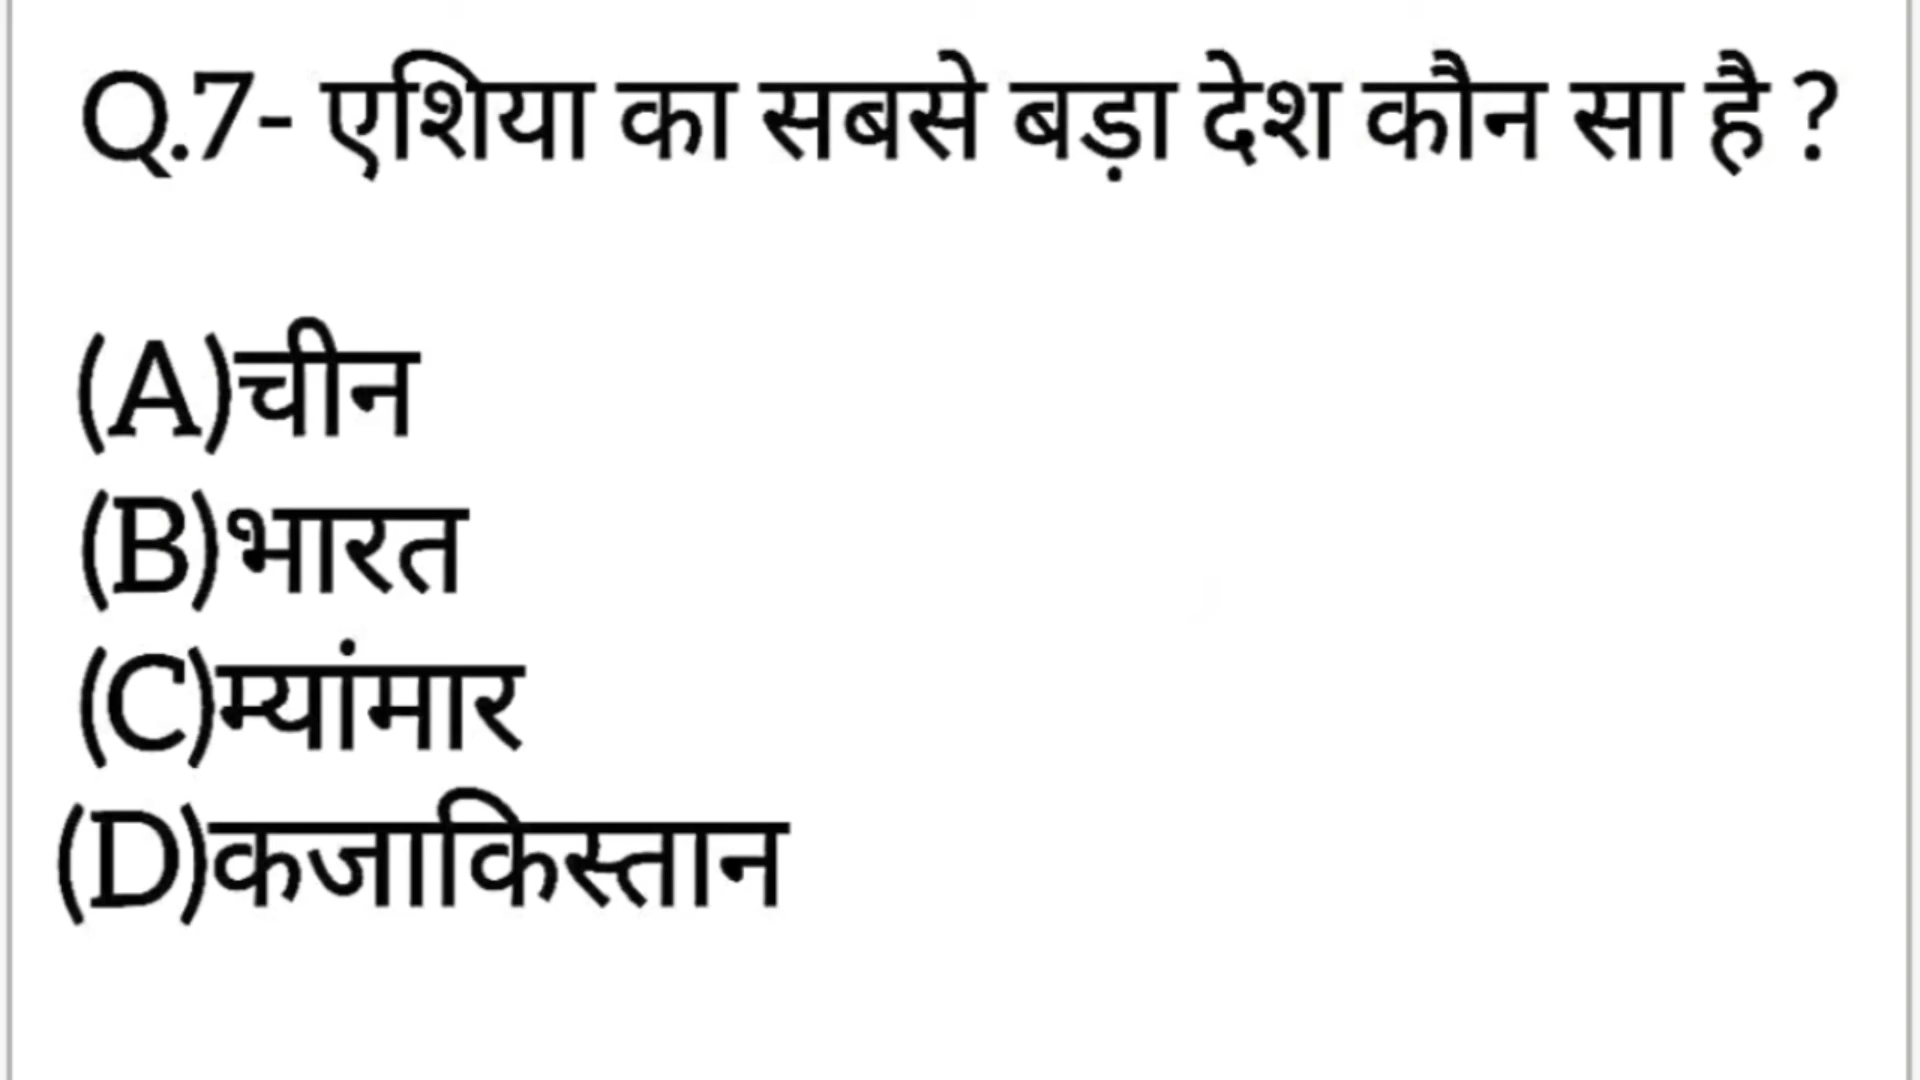 Q.7- एशिया का सबसे बड़ा देश कौन सा है ?
(A)चीन
(B)भारत
(C)म्यांमार
(D)कजाकिस्तान